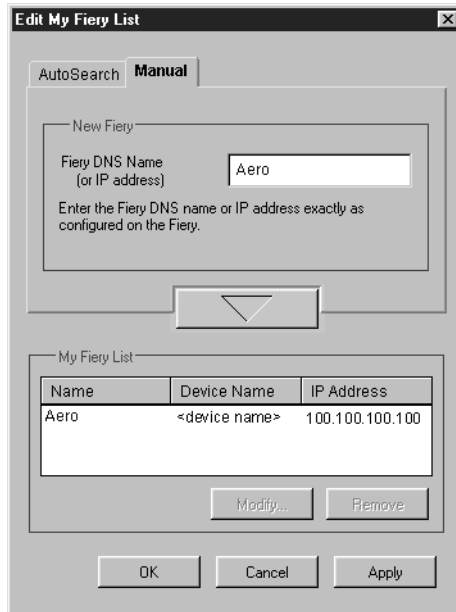 Edit My Fiery List
AutoSearch Manual
New Fiery
Fiery DNS Name
(or IP address)
Aero
Enter the Fiery DNS name or IP address exactly as
configured on the Fiery.
My Fiery List
Name Device Name IP Address
Aero <device name> 100.100.100.100
Modify... Remove
OK Cancel Apply